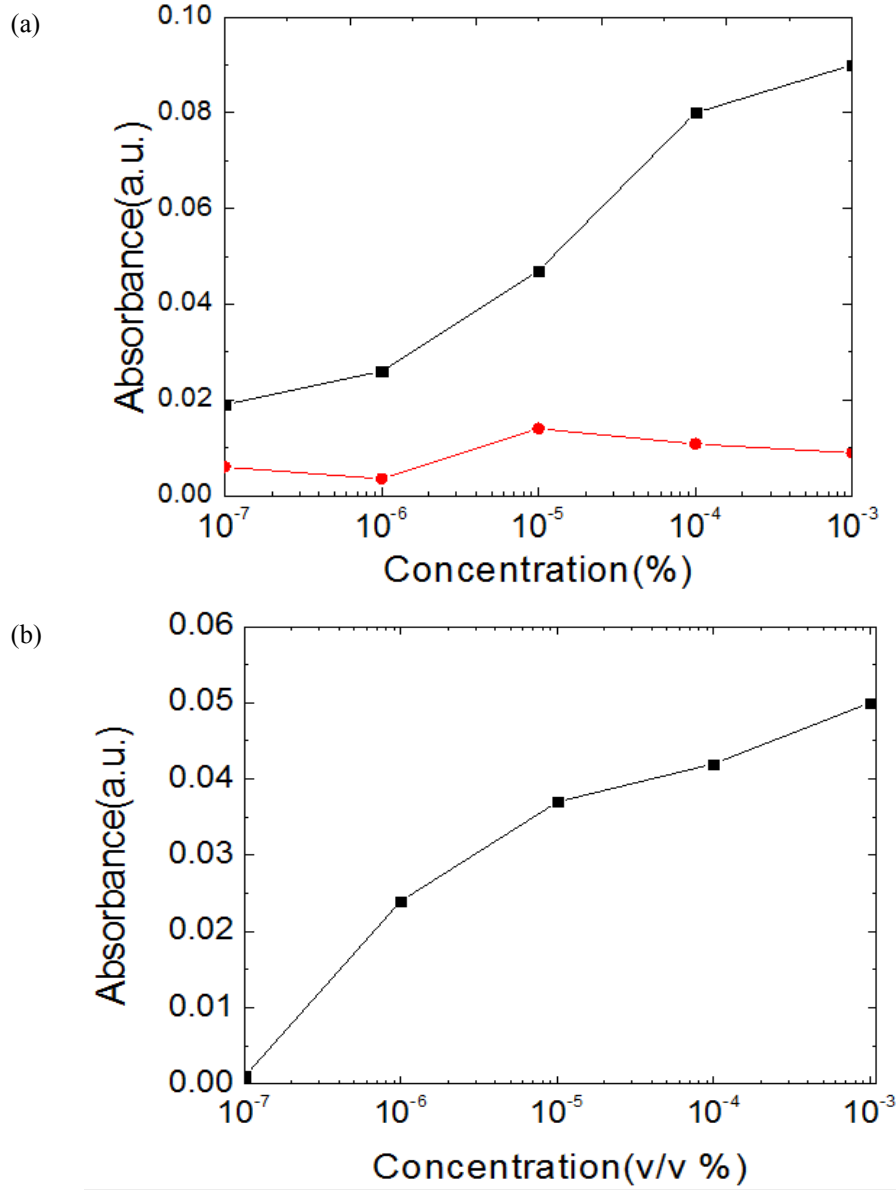 (a)
0.10
0.08
0.06
0.04
0.02
0.00
Absorbance(a.u.)
10⁻⁷ 10⁻⁶ 10⁻⁵ 10⁻⁴ 10⁻³
Concentration(%)
(b)
0.06
0.05
0.04
0.03
0.02
0.01
0.00
Absorbance(a.u.)
10⁻⁷ 10⁻⁶ 10⁻⁵ 10⁻⁴ 10⁻³
Concentration(v/v %)